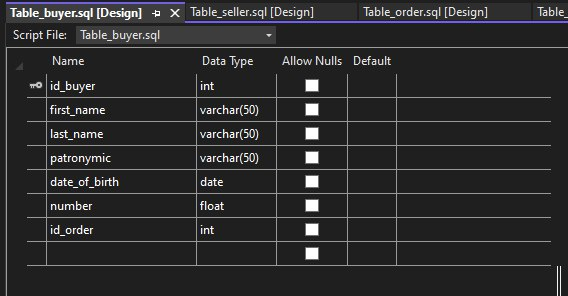 Table_buyer.sql [Design] Table_seller.sql [Design] Table_order.sql [Design] Table_
Script File: Table_buyer.sql
Name Data Type Allow Nulls Default
id_buyer int
first_name varchar(50)
last_name varchar(50)
patronymic varchar(50)
date_of_birth date
number float
id_order int